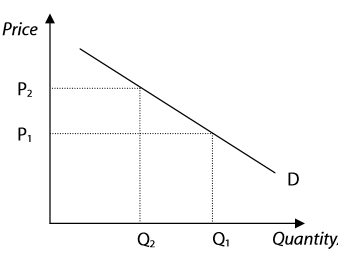 Price
P₂
P₁
D
Q₂
Q₁
Quantity.